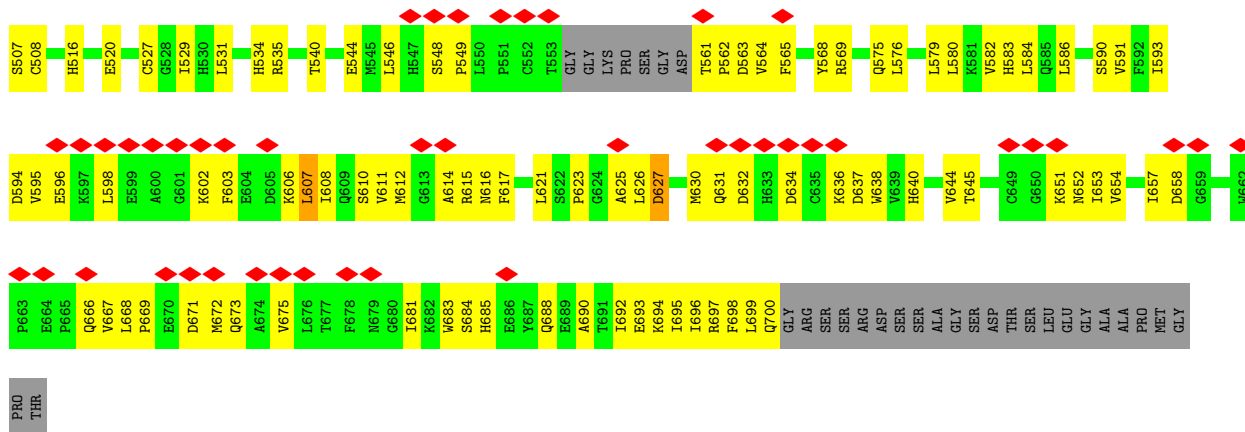 S507 C508 H516 E520 C527 G528 I529 H530 L531 H534 R535 T540 E544 M545 L546 H547 S548 P549 L550 P551 C552 T553 GLY GLY LYS PRO SER GLY ASP T561 P562 D563 V564 F565 Y568 R569 Q575 L576 L579 L580 K581 V582 H583 L584 Q585 L586 S590 V591 F592 I593
D594 V595 E596 K597 L598 E599 A600 G601 K602 F603 E604 D605 K606 L607 I608 Q609 S610 V611 M612 G613 A614 R615 N616 F617 L621 S622 P623 G624 A625 L626 D627 M630 Q631 D632 H633 D634 C635 K636 D637 W638 V639 H640 V644 T645 C649 G650 K651 N652 I653 V654 I657 D658 G659 W662
P663 E664 P665 Q666 V667 L668 P669 E670 D671 M672 Q673 A674 V675 L676 T677 F678 N679 G680 I681 K682 W683 S684 H685 E686 Y687 Q688 E689 A690 T691 I692 E693 K694 I695 I696 R697 F698 L699 Q700 GLY ARG SER SER ARG ASP SER SER ALA GLY SER ASP THR SER LEU GLU GLY ALA ALA PRO MET GLY
PRO THR